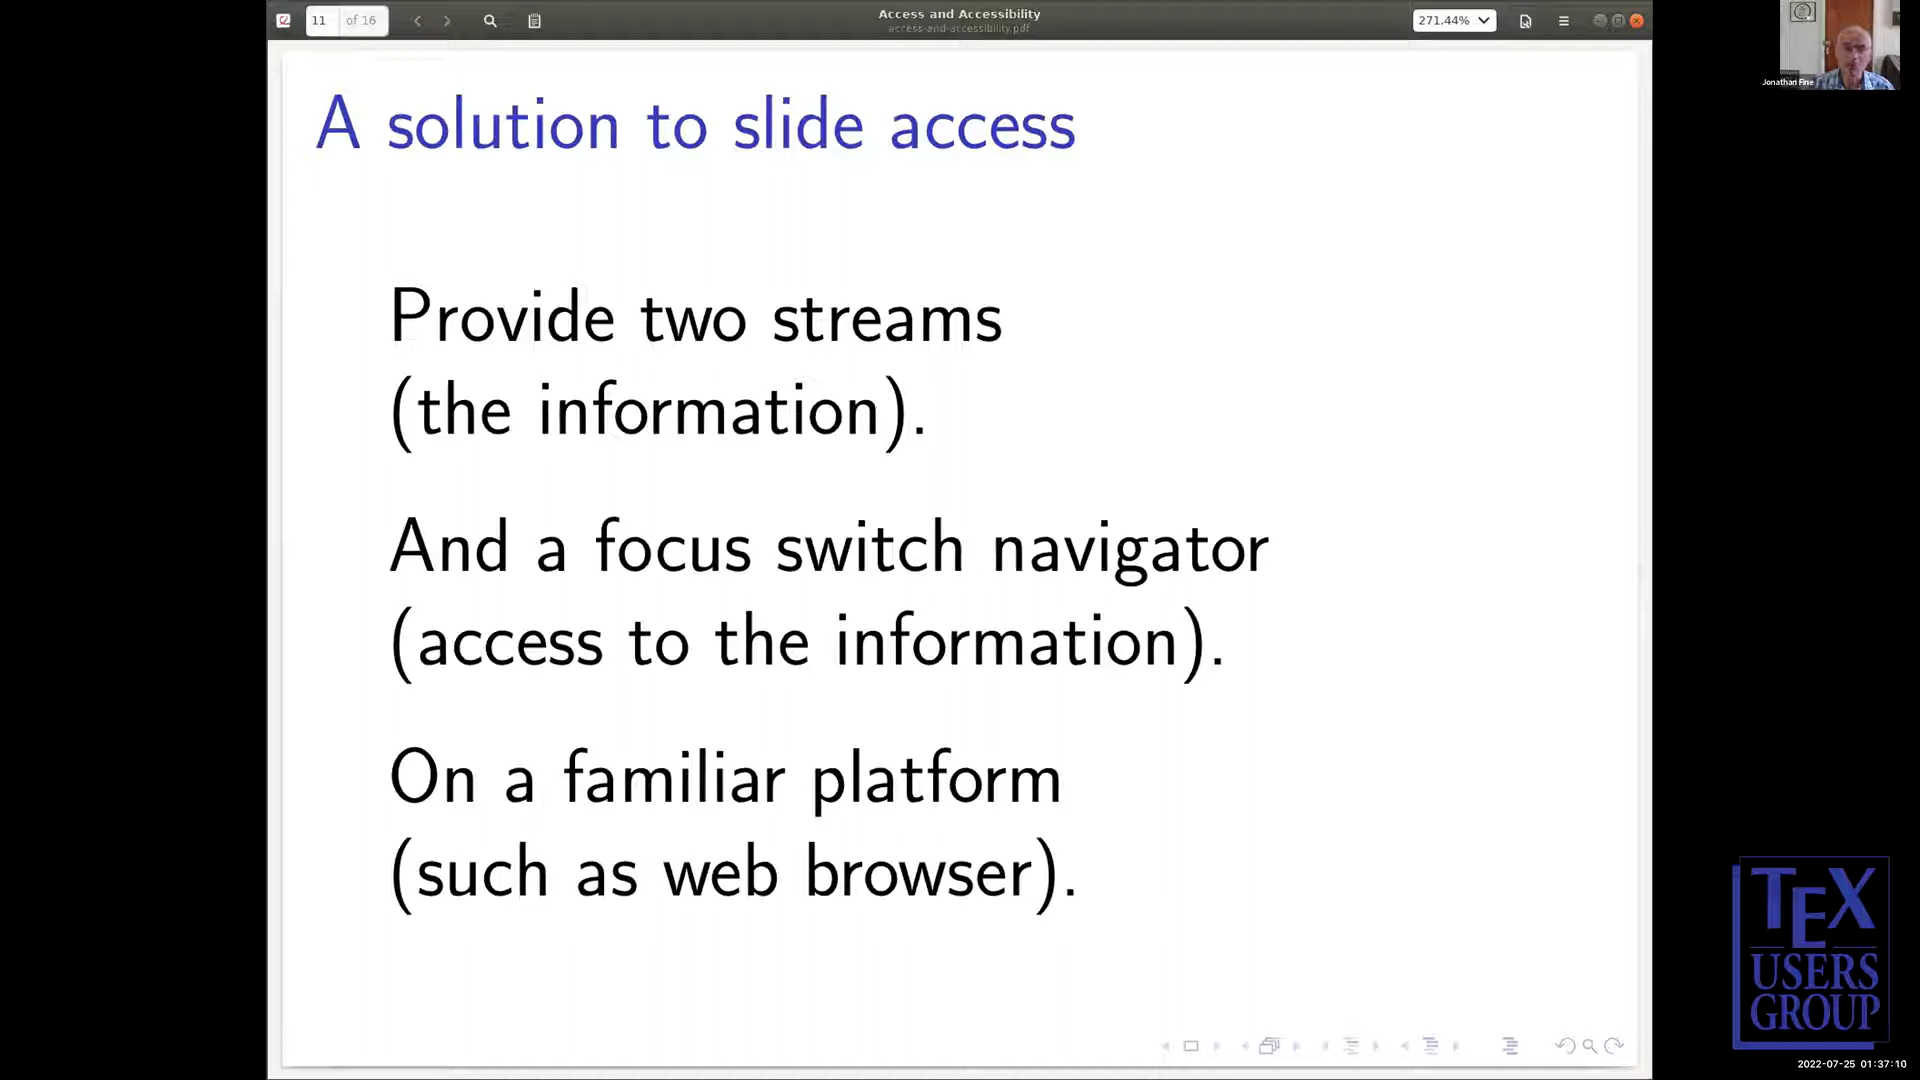 11 of 16
Access and Accessibility
access-and-accessibility.pdf
271.44%
Jonathan Fine
A solution to slide access
Provide two streams
(the information).
And a focus switch navigator
(access to the information).
On a familiar platform
(such as web browser).
TEX
USERS
GROUP
2022-07-25 01:37:10